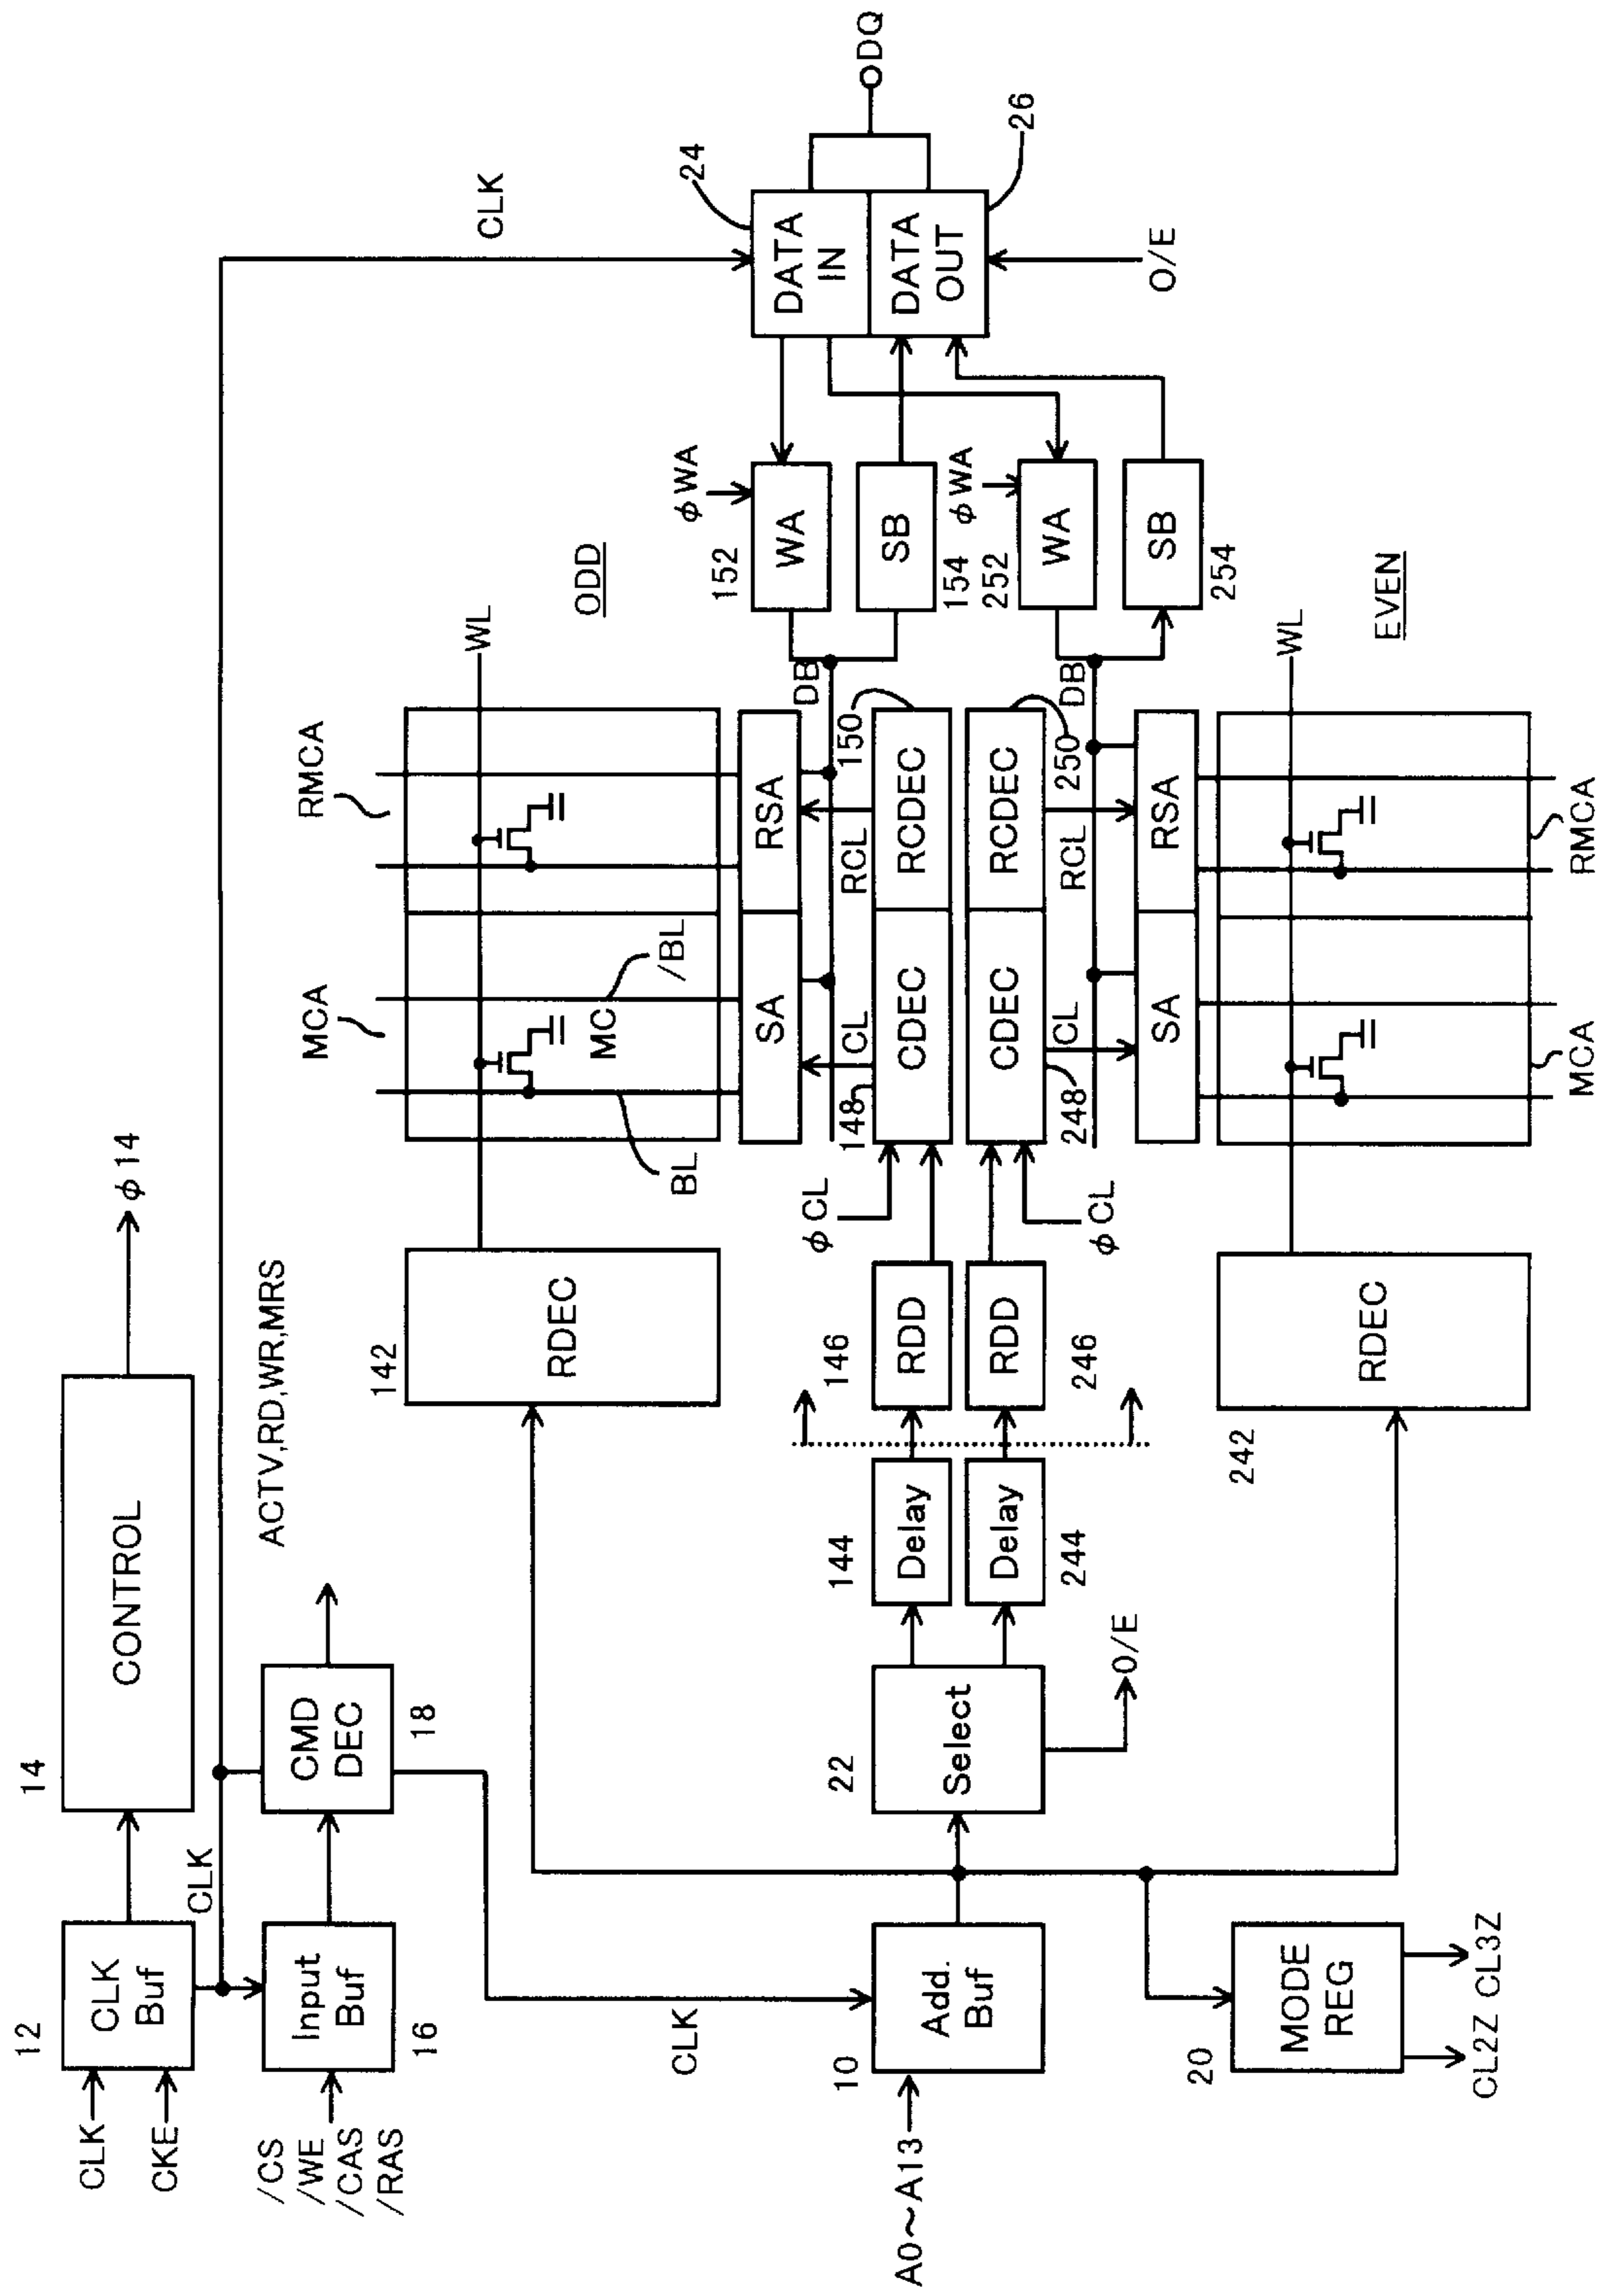 12
CLK
CKE
CLK
Buf
14
CONTROL
φ14
CLK
/CS
/WE
/CAS
/RAS
16
Input
Buf
CMD
DEC
18
ACTV,RD,WR,MRS
CLK
CLK
A0~A13
10
Add.
Buf
20
MODE
REG
CL2Z
CL3Z
22
Select
O/E
144
Delay
244
Delay
146
RDD
246
RDD
142
RDEC
242
RDEC
φCL
φCL
ODD
MCA
RMCA
WL
BL
MC
/BL
SA
RSA
CL
RCL
DB
148
CDEC
150
RCDEC
248
CDEC
250
RCDEC
CL
RCL
DB
SA
RSA
MCA
RMCA
WL
EVEN
152
φWA
WA
154
SB
252
φWA
WA
254
SB
24
DATA
IN
26
DATA
OUT
O/E
DQ